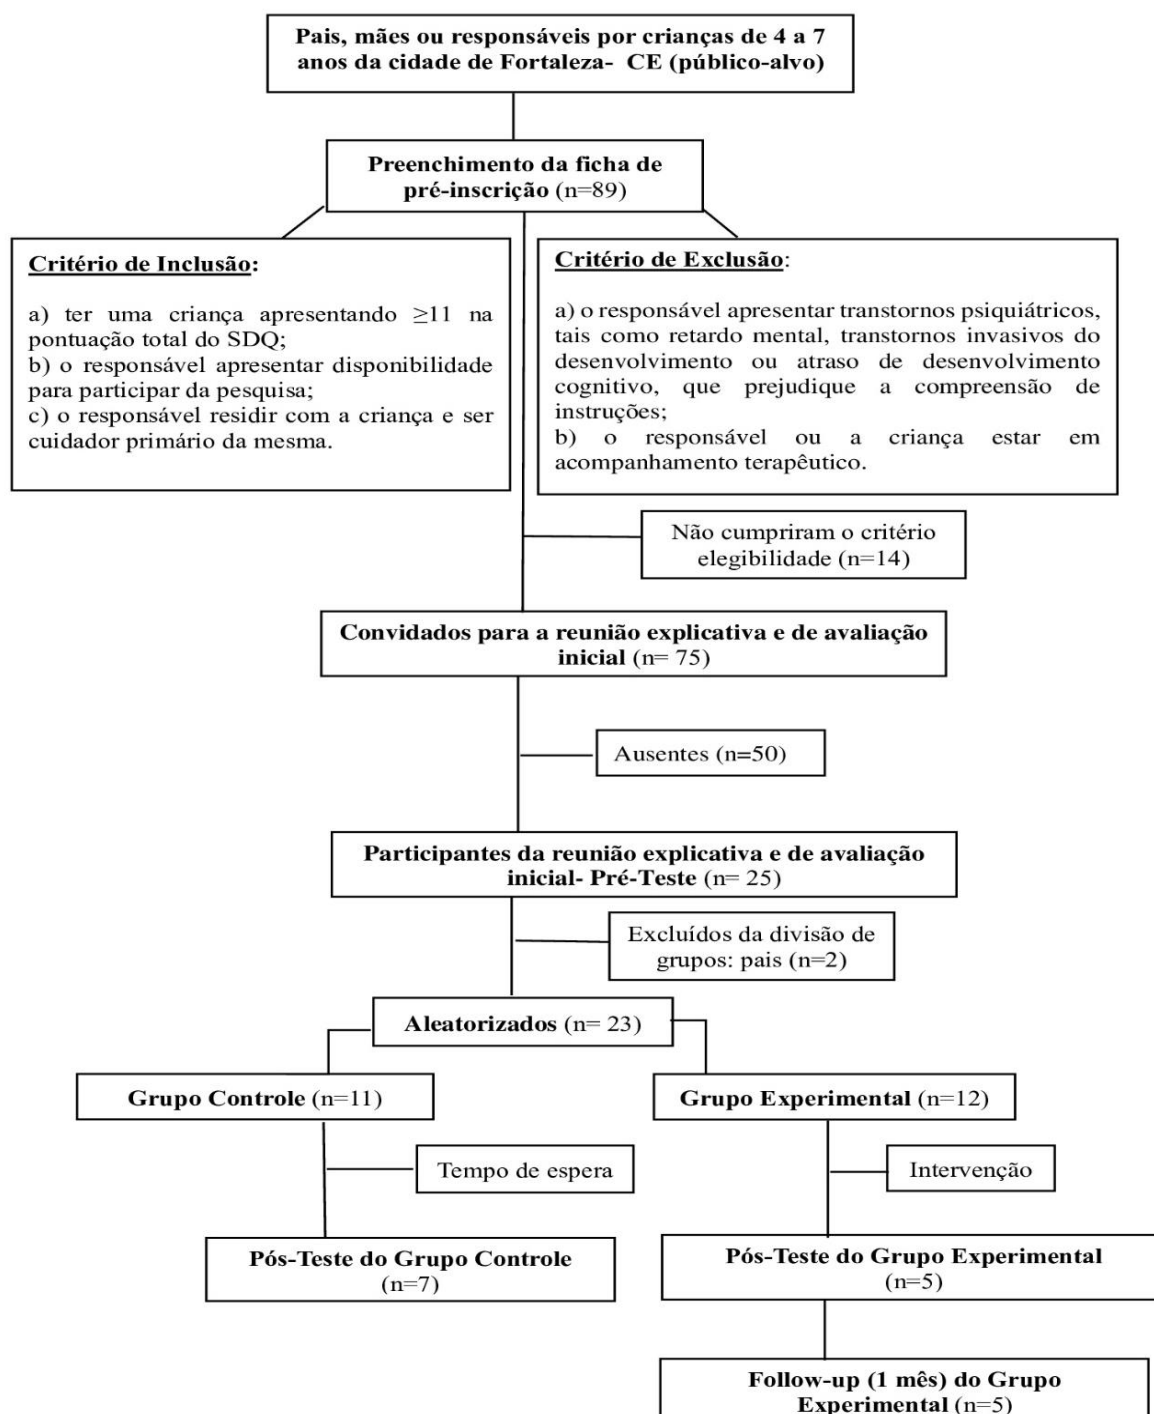 Pais, mães ou responsáveis por crianças de 4 a 7
anos da cidade de Fortaleza- CE (público-alvo)
Preenchimento da ficha de
pré-inscrição (n=89)
Critério de Inclusão:
a) ter uma criança apresentando ≥11 na
pontuação total do SDQ;
b) o responsável apresentar disponibilidade
para participar da pesquisa;
c) o responsável residir com a criança e ser
cuidador primário da mesma.
Critério de Exclusão:
a) o responsável apresentar transtornos psiquiátricos,
tais como retardo mental, transtornos invasivos do
desenvolvimento ou atraso de desenvolvimento
cognitivo, que prejudique a compreensão de
instruções;
b) o responsável ou a criança estar em
acompanhamento terapêutico.
Não cumpriram o critério
elegibilidade (n=14)
Convidados para a reunião explicativa e de avaliação
inicial (n= 75)
Ausentes (n=50)
Participantes da reunião explicativa e de avaliação
inicial- Pré-Teste (n= 25)
Excluídos da divisão de
grupos: pais (n=2)
Aleatorizados (n= 23)
Grupo Controle (n=11)
Grupo Experimental (n=12)
Tempo de espera
Intervenção
Pós-Teste do Grupo Controle
(n=7)
Pós-Teste do Grupo Experimental
(n=5)
Follow-up (1 mês) do Grupo
Experimental (n=5)